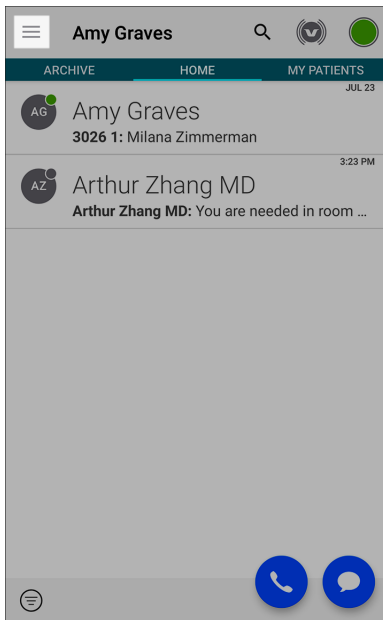 Amy Graves
ARCHIVE HOME MY PATIENTS
JUL 23
AG Amy Graves
3026 1: Milana Zimmerman
3:23 PM
AZ Arthur Zhang MD
Arthur Zhang MD: You are needed in room ...